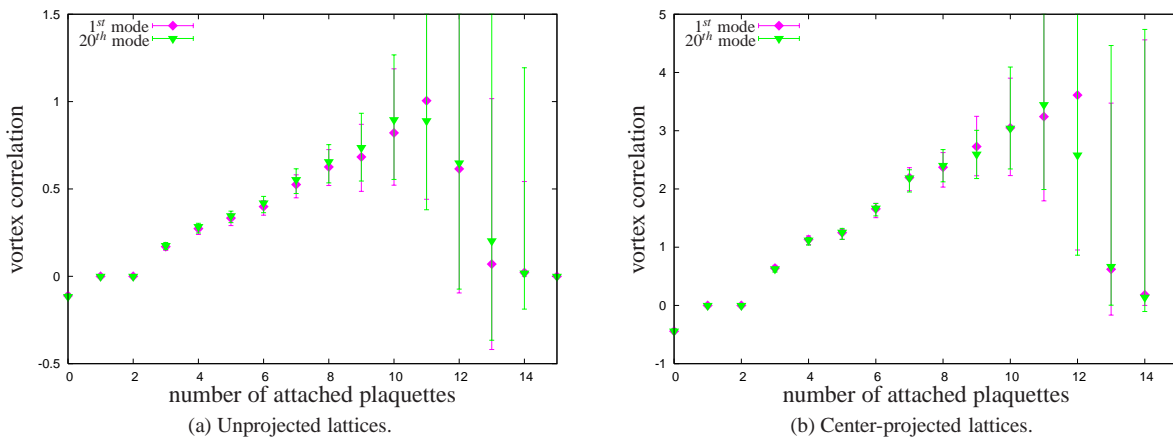 1st mode
20th mode
1.5
1
0.5
0
-0.5
0 2 4 6 8 10 12 14
vortex correlation
number of attached plaquettes
(a) Unprojected lattices.
1st mode
20th mode
5
4
3
2
1
0
-1
0 2 4 6 8 10 12 14
vortex correlation
number of attached plaquettes
(b) Center-projected lattices.